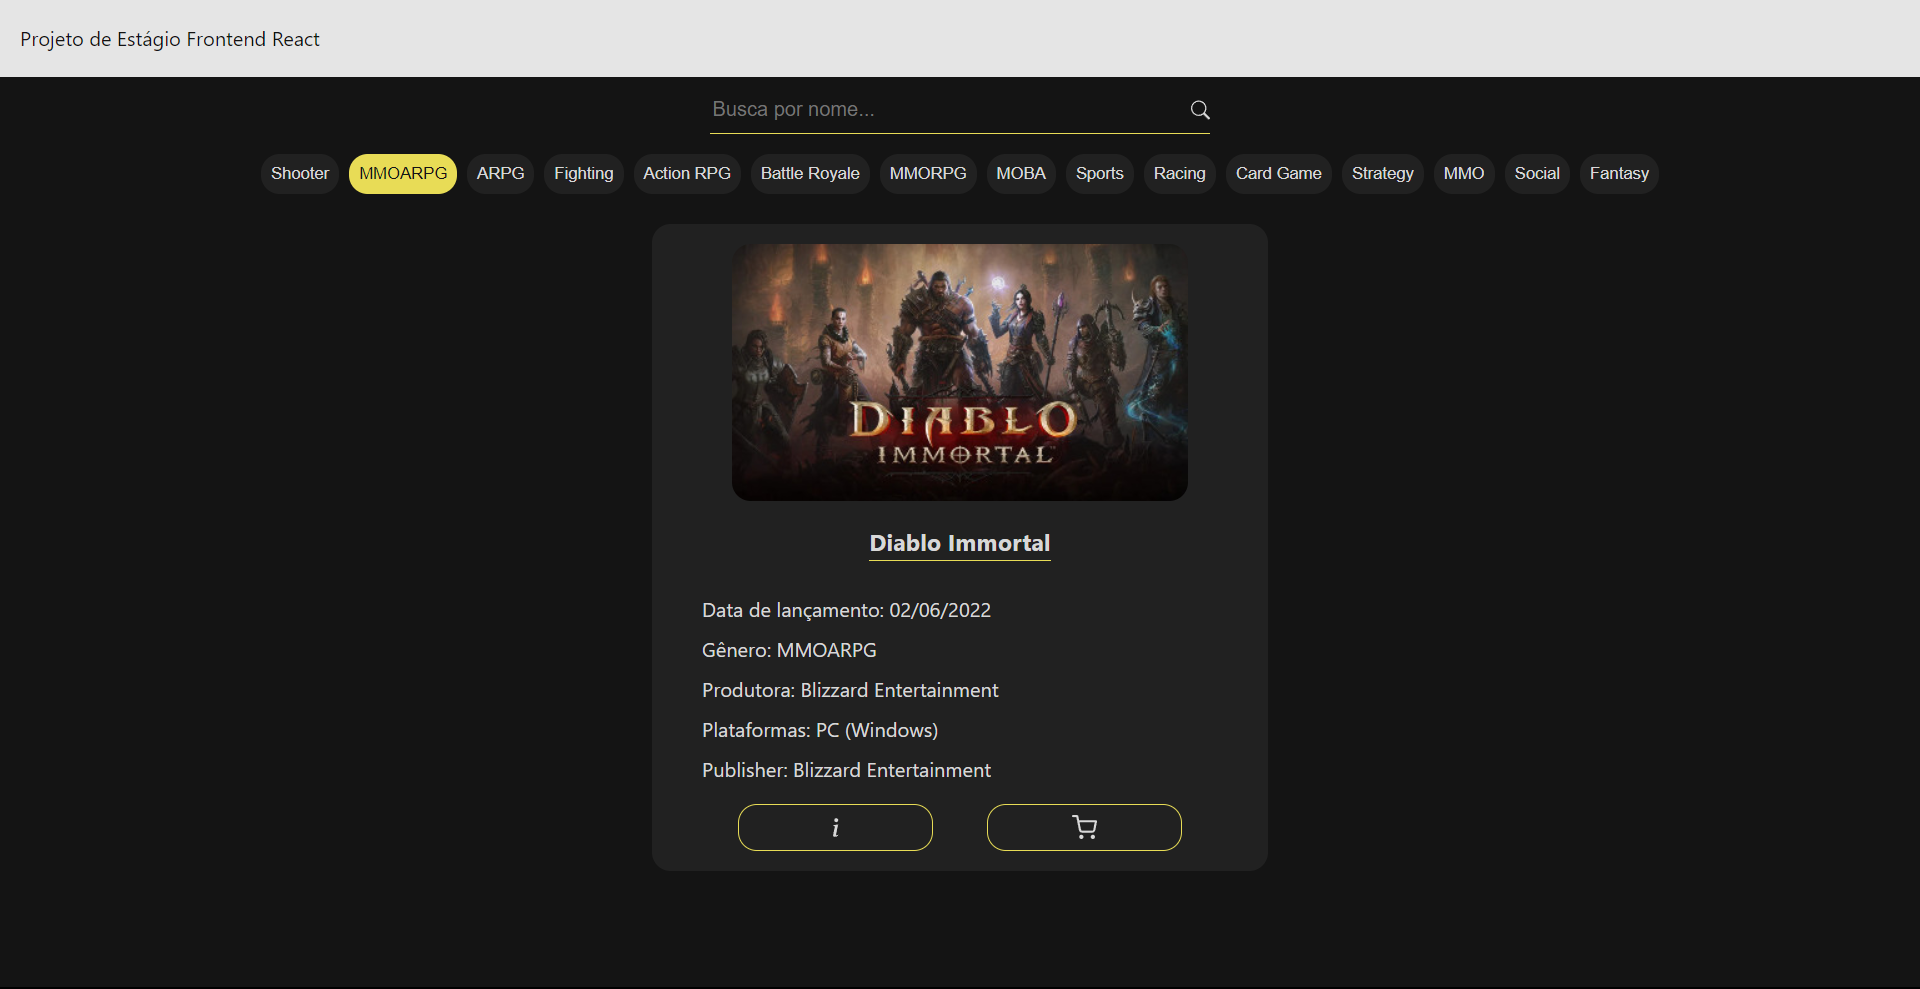 Projeto de Estágio Frontend React
Busca por nome...
Shooter MMOARPG ARPG Fighting Action RPG Battle Royale MMORPG MOBA Sports Racing Card Game Strategy MMO Social Fantasy
DIABLO
IMMORTAL
Diablo Immortal
Data de lançamento: 02/06/2022
Gênero: MMOARPG
Produtora: Blizzard Entertainment
Plataformas: PC (Windows)
Publisher: Blizzard Entertainment
i